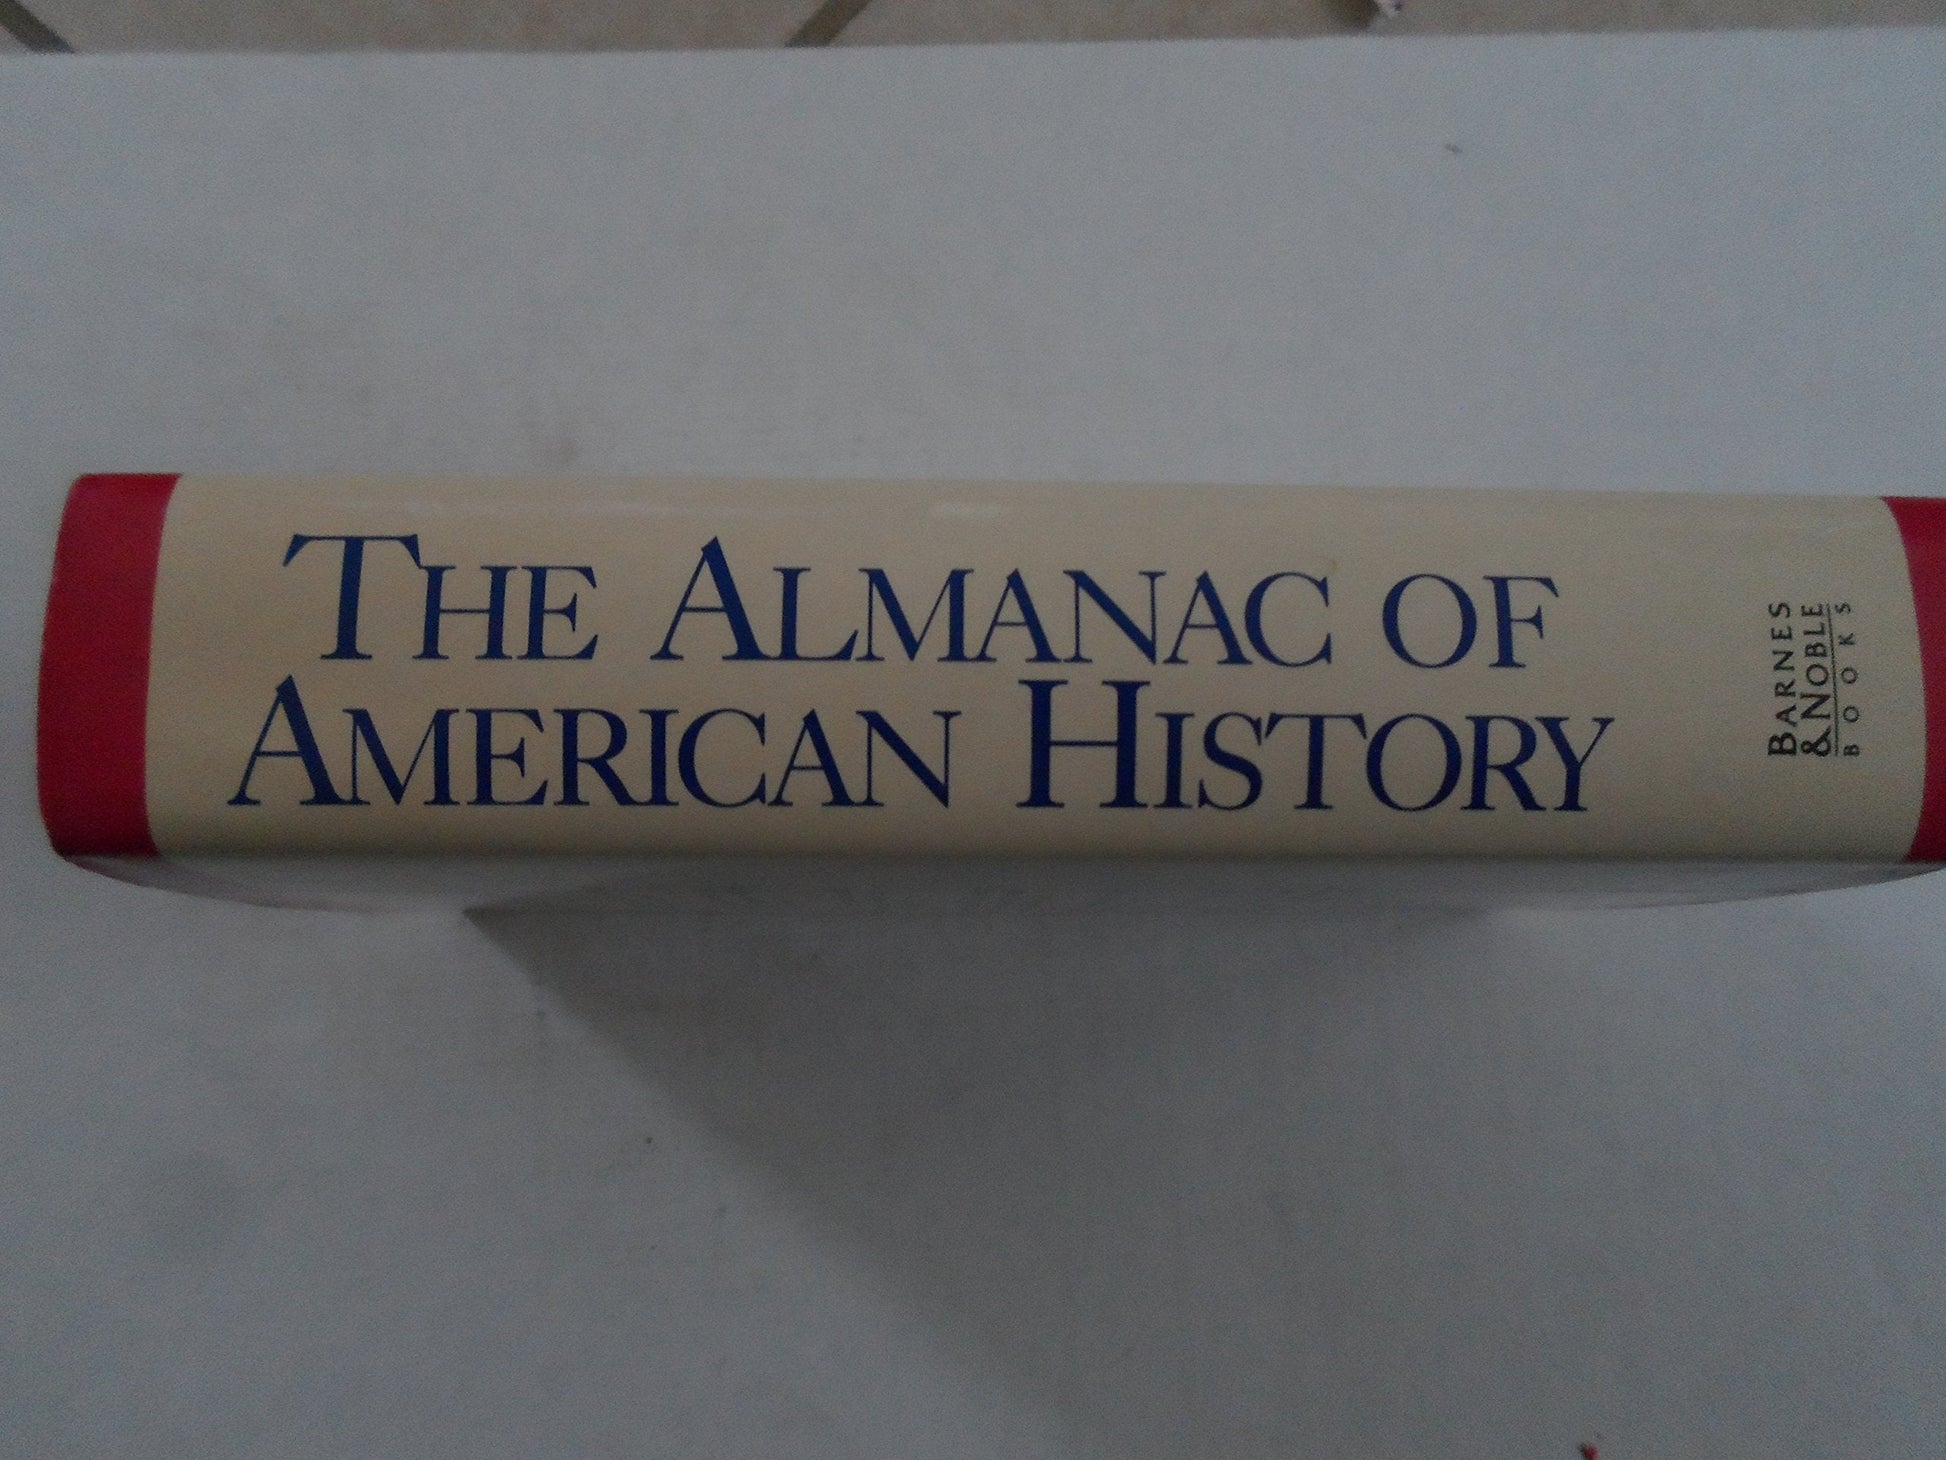 THE ALMANAC OF
AMERICAN HISTORY
BARNES
&NOBLE
BOOKS